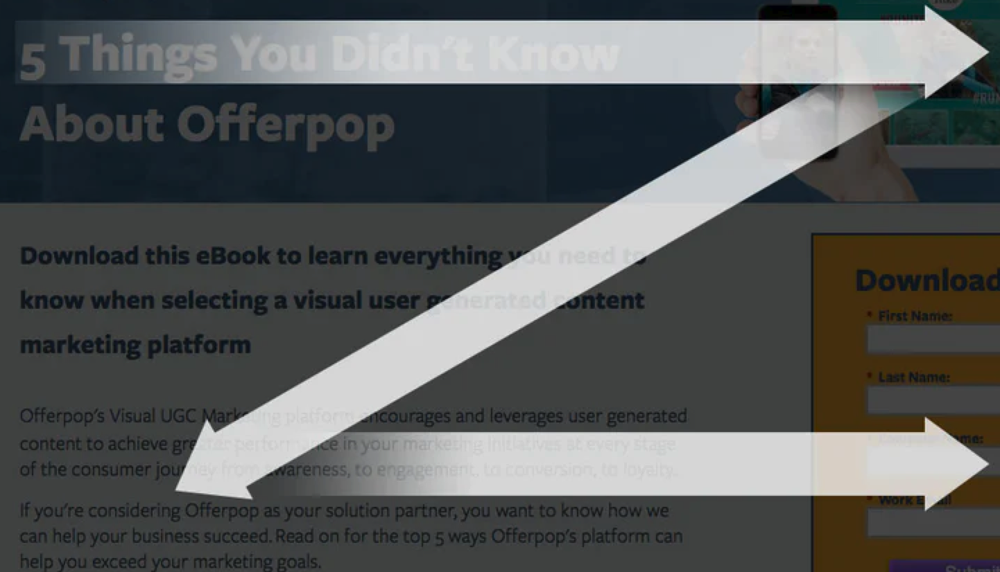 5 Things You Didn't Know
About Offerpop
Download this eBook to learn everything you need to
know when selecting a visual user generated content
marketing platform
Offerpop's Visual UGC Marketing platform encourages and leverages user generated
content to achieve greater performance in your marketing initiatives at every stage
of the consumer journey from awareness, to engagement, to conversion, to loyalty.
If you're considering Offerpop as your solution partner, you want to know how we
can help your business succeed. Read on for the top 5 ways Offerpop's platform can
help you exceed your marketing goals.
Download
* First Name:
* Last Name:
* Company Name:
* Work Email
Submit